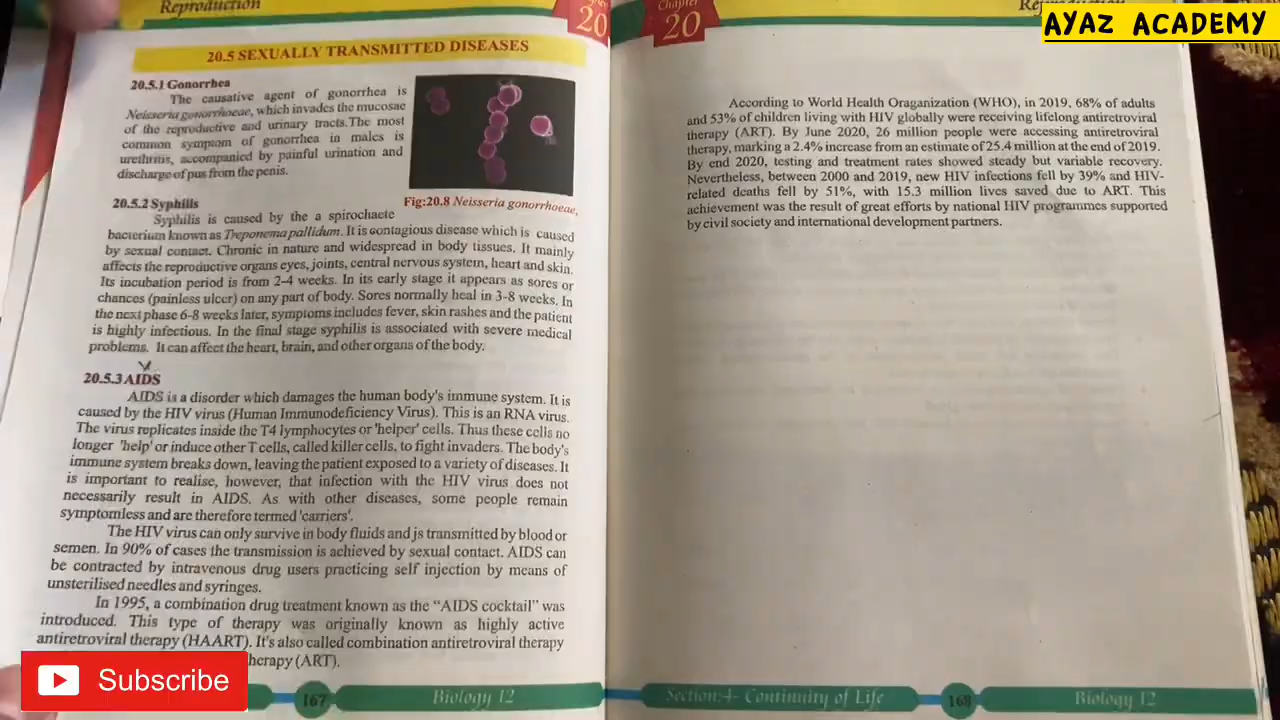 Reproduction
20
20.5 SEXUALLY TRANSMITTED DISEASES
20.5.1 Gonorrhea
The causative agent of gonorrhea is
Neisseria gonorrhoeae, which invades the mucosae
of the reproductive and urinary tracts.The most
common symptom of gonorrhea in males is
urethritis, accompanied by painful urination and
discharge of pus from the penis.
Fig:20.8 Neisseria gonorrhoeae,
20.5.2 Syphilis
Syphilis is caused by the a spirochaete
bacterium known as Treponema pallidum. It is contagious disease which is caused
by sexual contact. Chronic in nature and widespread in body tissues. It mainly
affects the reproductive organs eyes, joints, central nervous system, heart and skin.
Its incubation period is from 2-4 weeks. In its early stage it appears as sores or
chances (painless ulcer) on any part of body. Sores normally heal in 3-8 weeks. In
the next phase 6-8 weeks later, symptoms includes fever, skin rashes and the patient
is highly infectious. In the final stage syphilis is associated with severe medical
problems. It can affect the heart, brain, and other organs of the body.
20.5.3 AIDS
AIDS is a disorder which damages the human body's immune system. It is
caused by the HIV virus (Human Immunodeficiency Virus). This is an RNA virus.
The virus replicates inside the T4 lymphocytes or 'helper' cells. Thus these cells no
longer 'help' or induce other T cells, called killer cells, to fight invaders. The body's
immune system breaks down, leaving the patient exposed to a variety of diseases. It
is important to realise, however, that infection with the HIV virus does not
necessarily result in AIDS. As with other diseases, some people remain
symptomless and are therefore termed 'carriers'.
The HIV virus can only survive in body fluids and is transmitted by blood or
semen. In 90% of cases the transmission is achieved by sexual contact. AIDS can
be contracted by intravenous drug users practicing self injection by means of
unsterilised needles and syringes.
In 1995, a combination drug treatment known as the “AIDS cocktail” was
introduced. This type of therapy was originally known as highly active
antiretroviral therapy (HAART). It's also called combination antiretroviral therapy
herapy (ART).
Subscribe
167
Biology 12
Chapter
20
AYAZ ACADEMY
According to World Health Oraganization (WHO), in 2019, 68% of adults
and 53% of children living with HIV globally were receiving lifelong antiretroviral
therapy (ART). By June 2020, 26 million people were accessing antiretroviral
therapy, marking a 2.4% increase from an estimate of 25.4 million at the end of 2019.
By end 2020, testing and treatment rates showed steady but variable recovery.
Nevertheless, between 2000 and 2019, new HIV infections fell by 39% and HIV-
related deaths fell by 51%, with 15.3 million lives saved due to ART. This
achievement was the result of great efforts by national HIV programmes supported
by civil society and international development partners.
Section:4- Continuity of Life
168
Biology 12